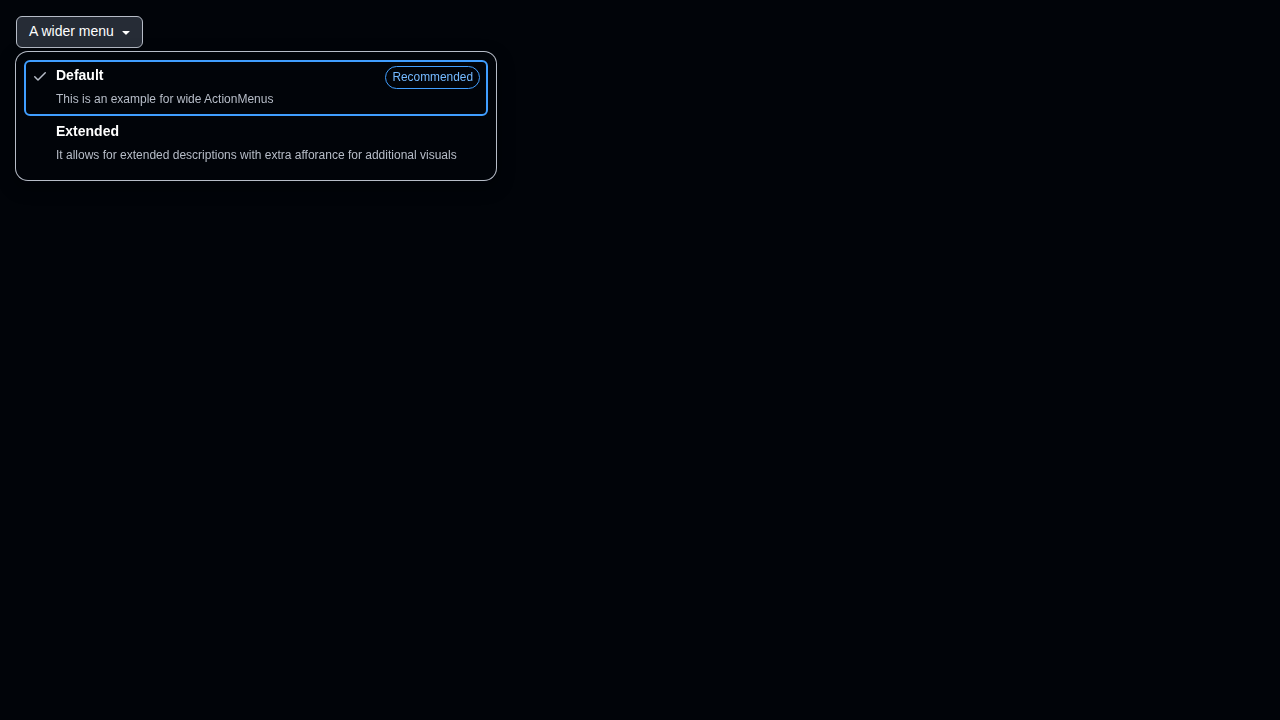 A wider menu
Default
Recommended
This is an example for wide ActionMenus
Extended
It allows for extended descriptions with extra afforance for additional visuals